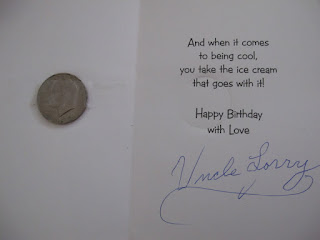 And when it comes
to being cool,
you take the ice cream
that goes with it!
Happy Birthday
with Love
Uncle Lorry